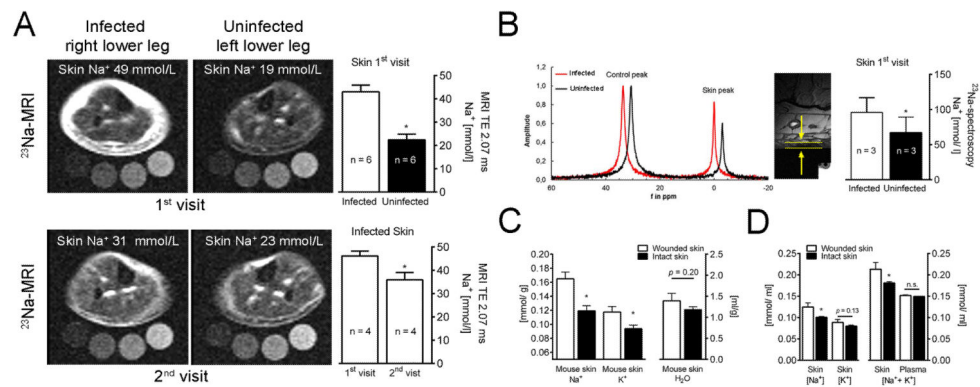 A
Infected
right lower leg
Uninfected
left lower leg
Skin Na⁺ 49 mmol/L
Skin Na⁺ 19 mmol/L
²³Na-MRI
1ˢᵗ visit
Skin 1ˢᵗ visit
50
40
30
20
10
0
MRI TE 2.07 ms
Na⁺ [mmol/l]
*
n = 6
n = 6
Infected
Uninfected
Skin Na⁺ 31 mmol/L
Skin Na⁺ 23 mmol/L
²³Na-MRI
2ⁿᵈ visit
Infected Skin
50
40
30
20
10
0
MRI TE 2.07 ms
Na⁺ [mmol/l]
*
n = 4
n = 4
1ˢᵗ visit
2ⁿᵈ vist
B
Infected
Uninfected
Control peak
Skin peak
1,2
1,0
0,8
0,6
0,4
0,2
0,0
Amplitude
60
40
20
0
-20
f in ppm
Skin 1ˢᵗ visit
150
100
50
0
²³Na-speroscopy
Na⁺ [mmol/ l]
*
n = 3
n = 3
Infected
Uninfected
C
Wounded skin
Intact skin
0.20
0.18
0.16
0.14
0.12
0.10
0.08
0.06
[mmol/ g]
*
*
p = 0.20
2.5
2.0
1.5
1.0
0.5
0.0
[ml/g]
Mouse skin
Na⁺
Mouse skin
K⁺
Mouse skin
H₂O
D
Wounded skin
Intact skin
0.25
0.20
0.15
0.10
0.05
0.00
[mmol/ ml]
*
p = 0.13
*
n.s.
0.25
0.20
0.15
0.10
0.05
0.00
[mmol/ ml]
Skin
[Na⁺]
Skin
[K⁺]
Skin
Plasma
[Na⁺+ K⁺]